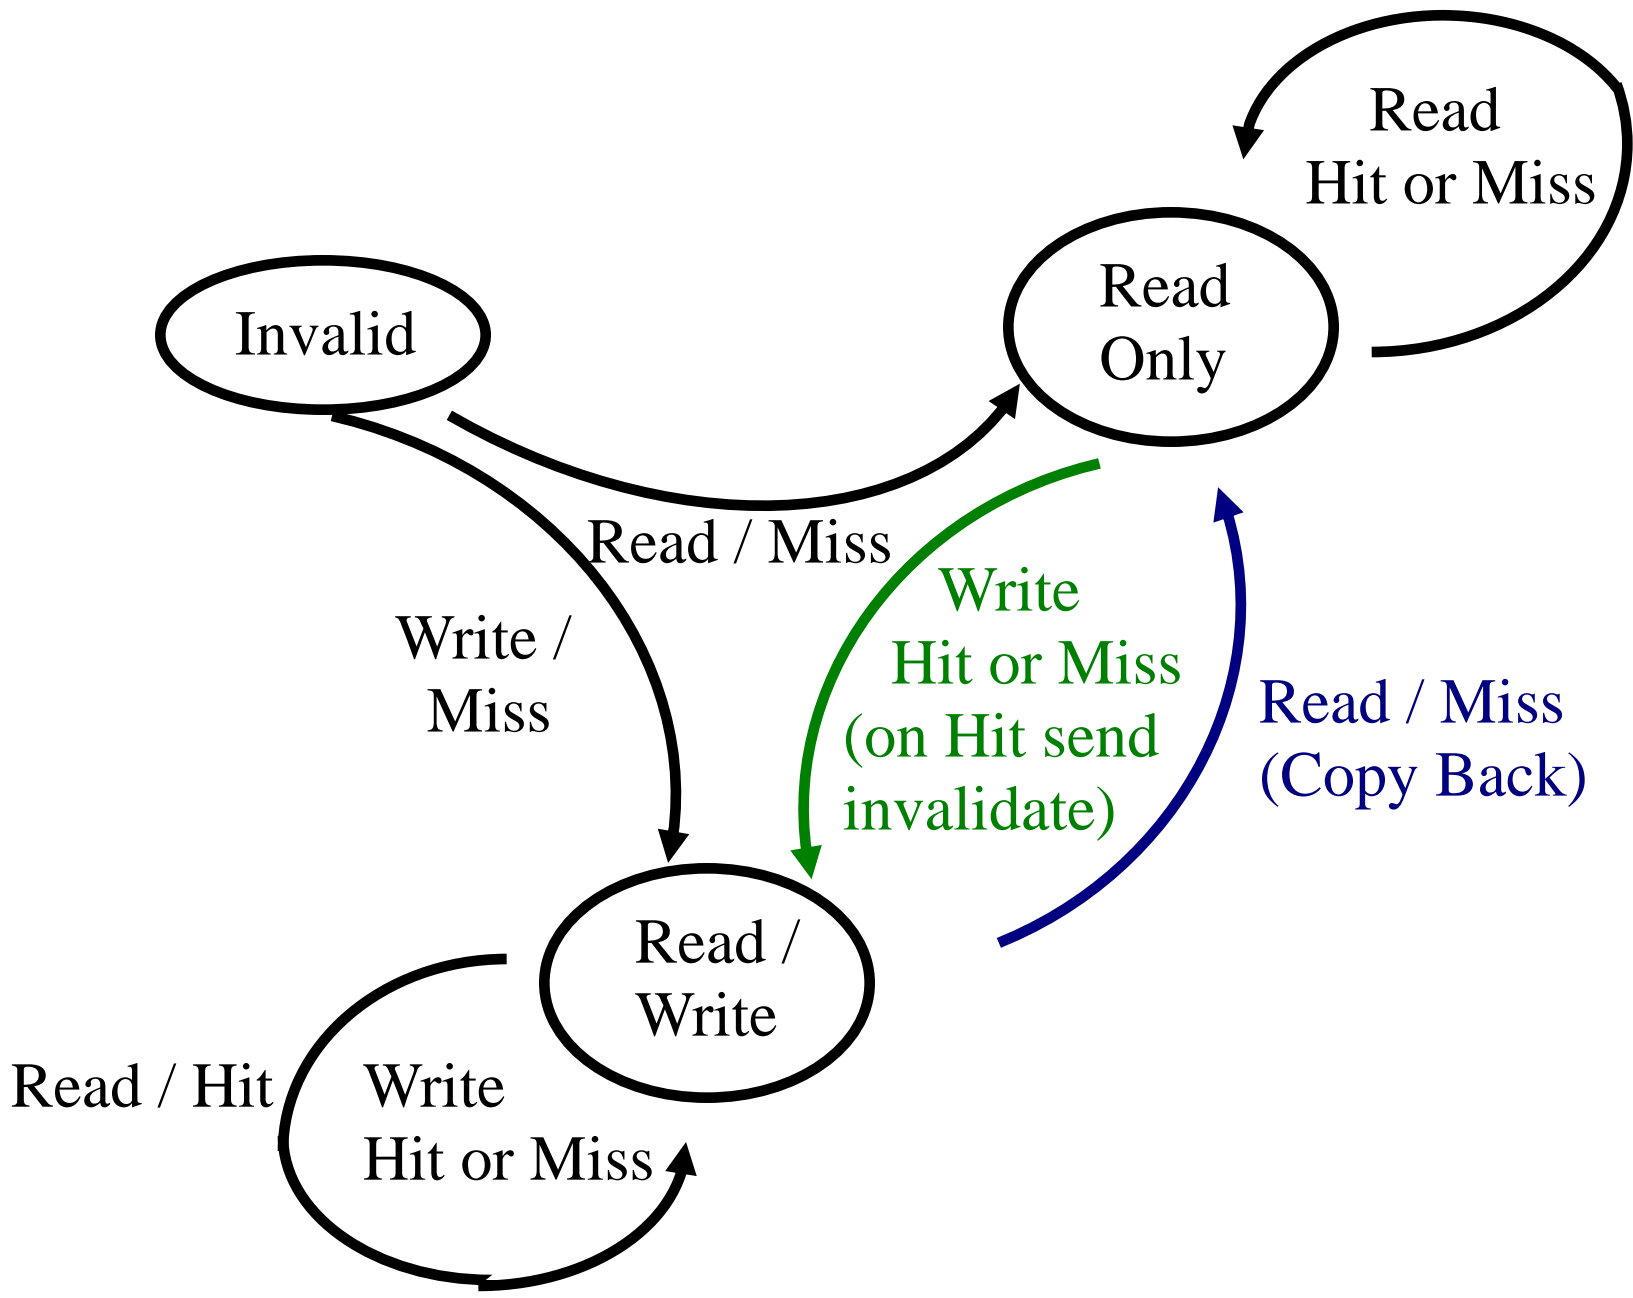 Read
Hit or Miss
Invalid
Read
Only
Read / Miss
Write /
Miss
Write
Hit or Miss
(on Hit send
invalidate)
Read / Miss
(Copy Back)
Read /
Write
Read / Hit
Write
Hit or Miss